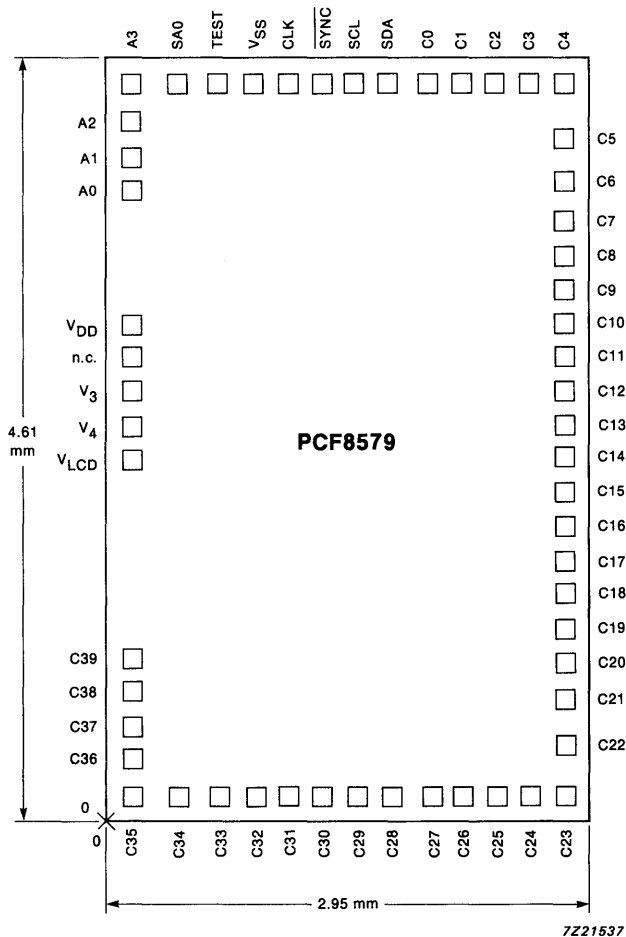 A3 SA0 TEST VSS CLK SYNC SCL SDA C0 C1 C2 C3 C4
A2
A1
A0
VDD
n.c.
V3
V4
VLCD
4.61
mm
C39
C38
C37
C36
0
0
PCF8579
C5
C6
C7
C8
C9
C10
C11
C12
C13
C14
C15
C16
C17
C18
C19
C20
C21
C22
C35 C34 C33 C32 C31 C30 C29 C28 C27 C26 C25 C24 C23
2.95 mm
7Z21537